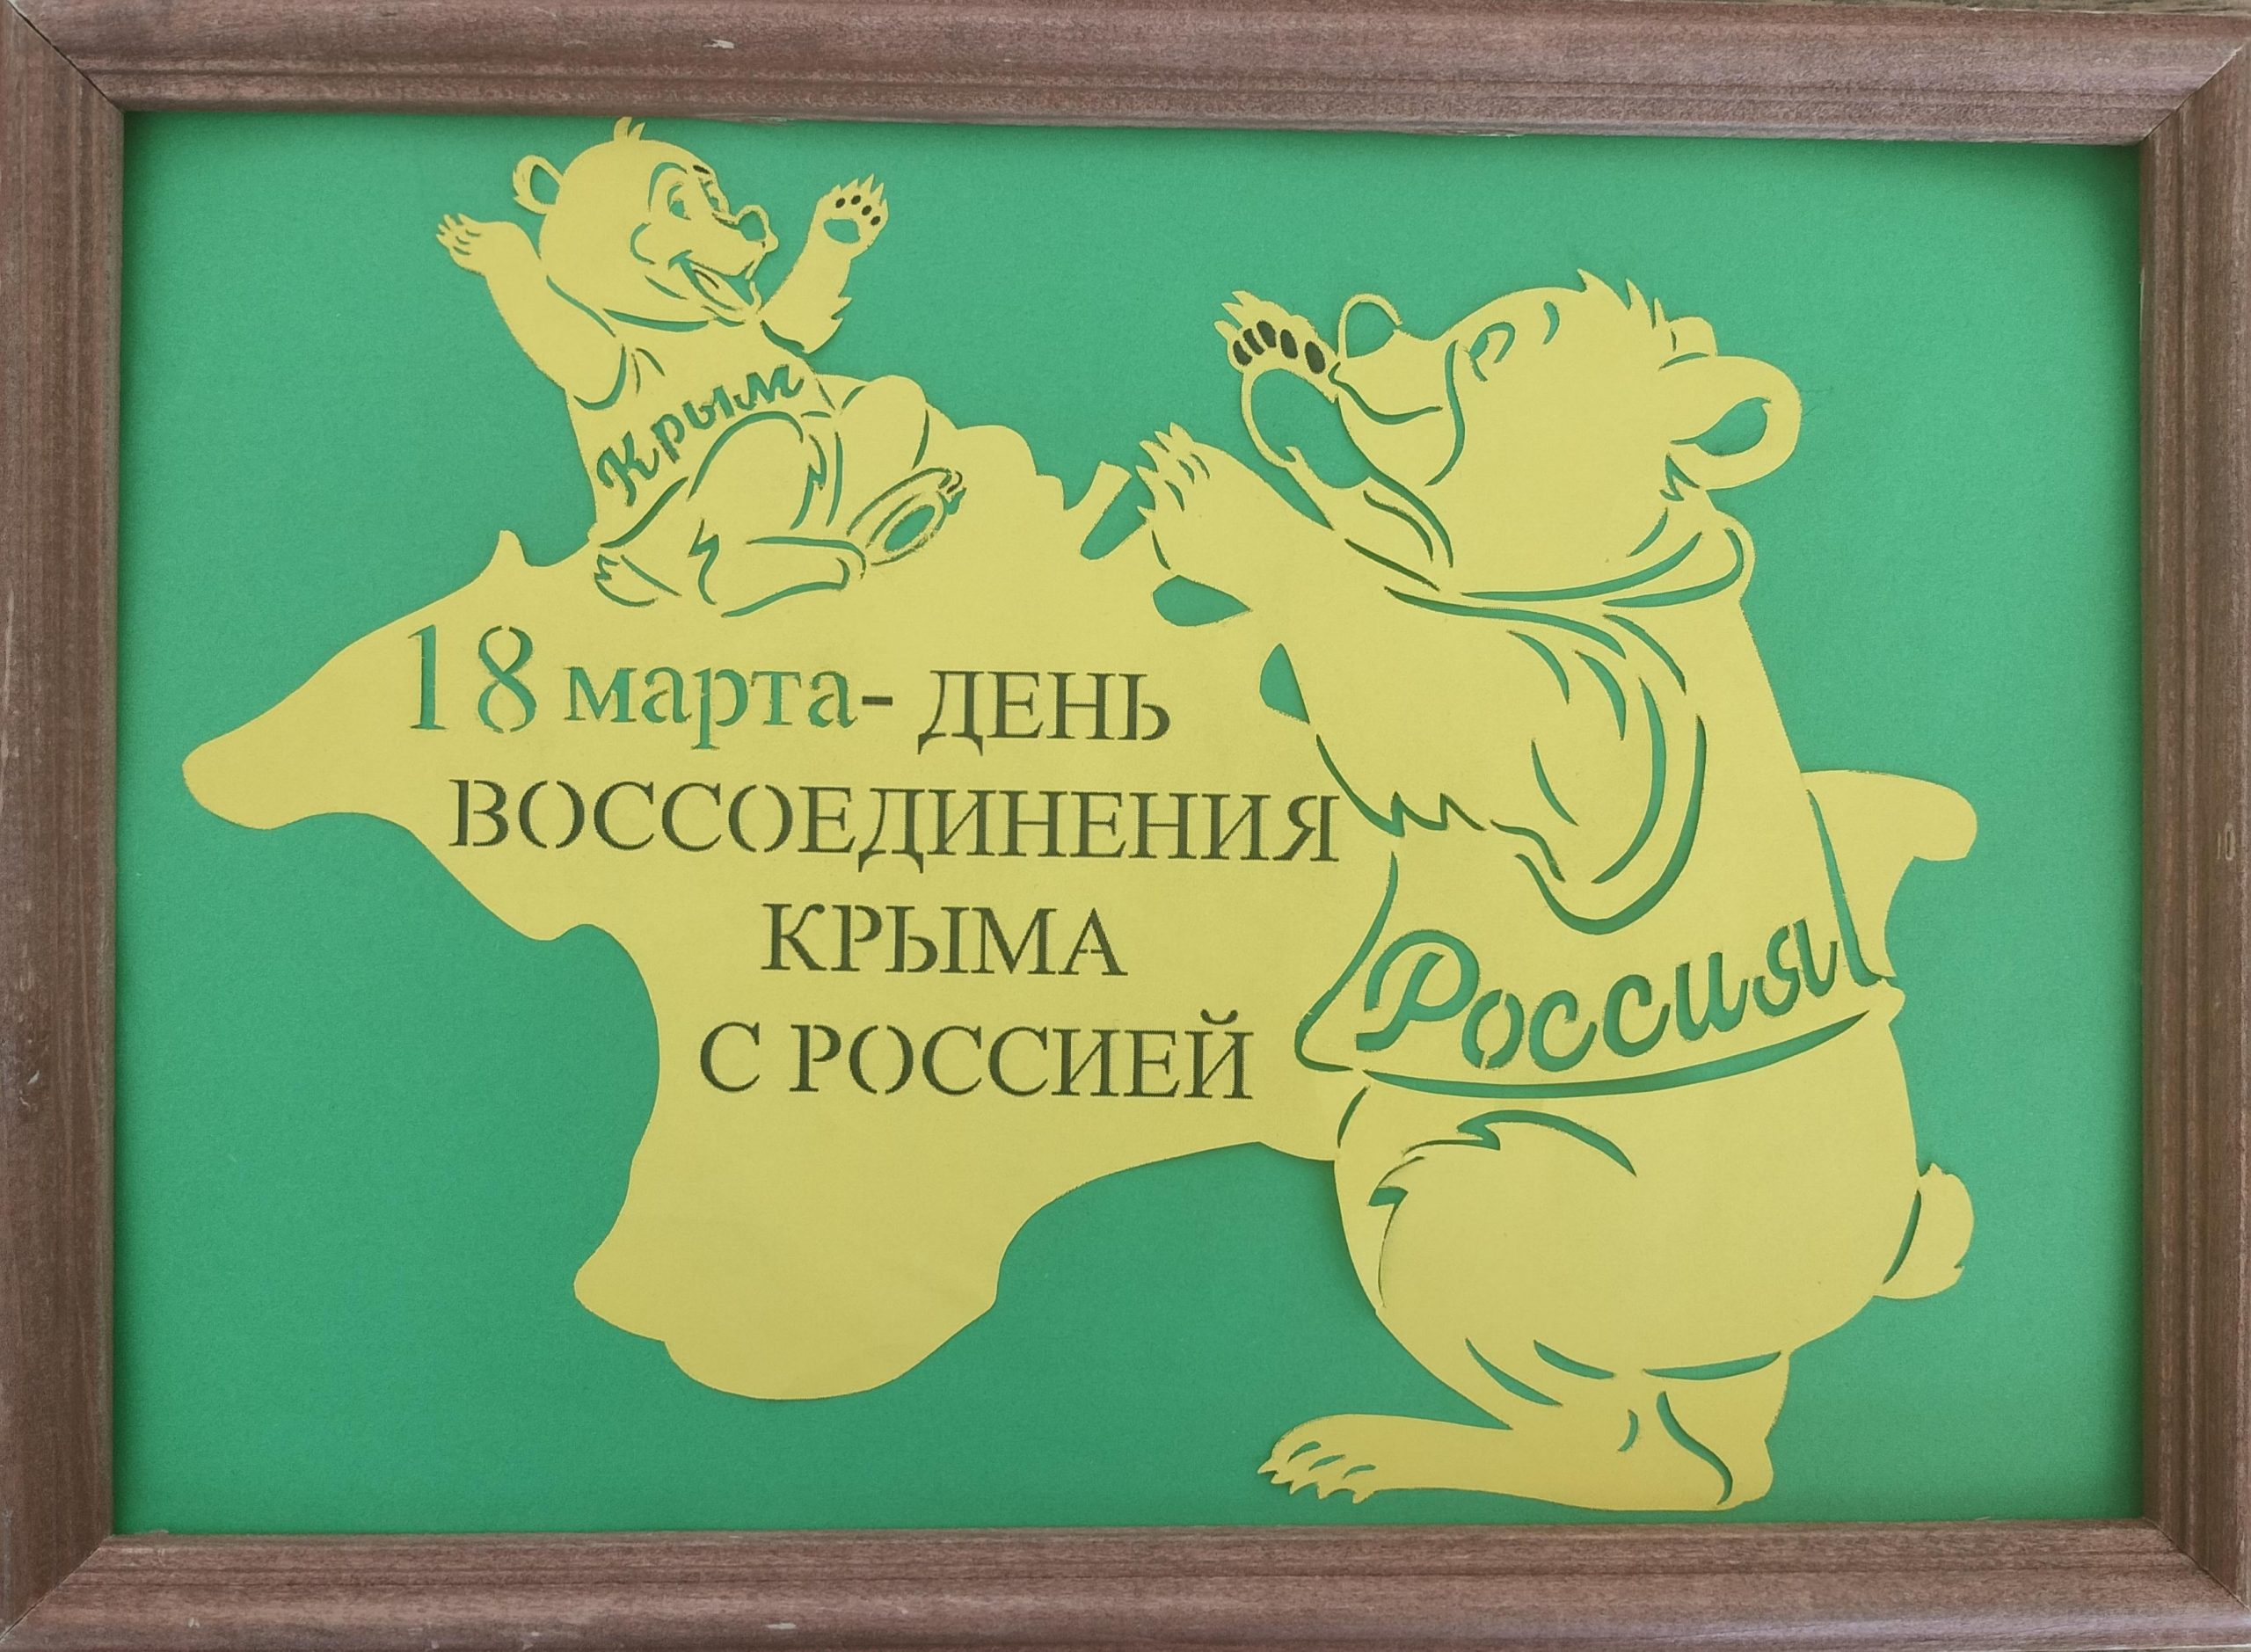 Крым
18 марта- ДЕНЬ
ВОССОЕДИНЕНИЯ
КРЫМА
С РОССИЕЙ
Россия